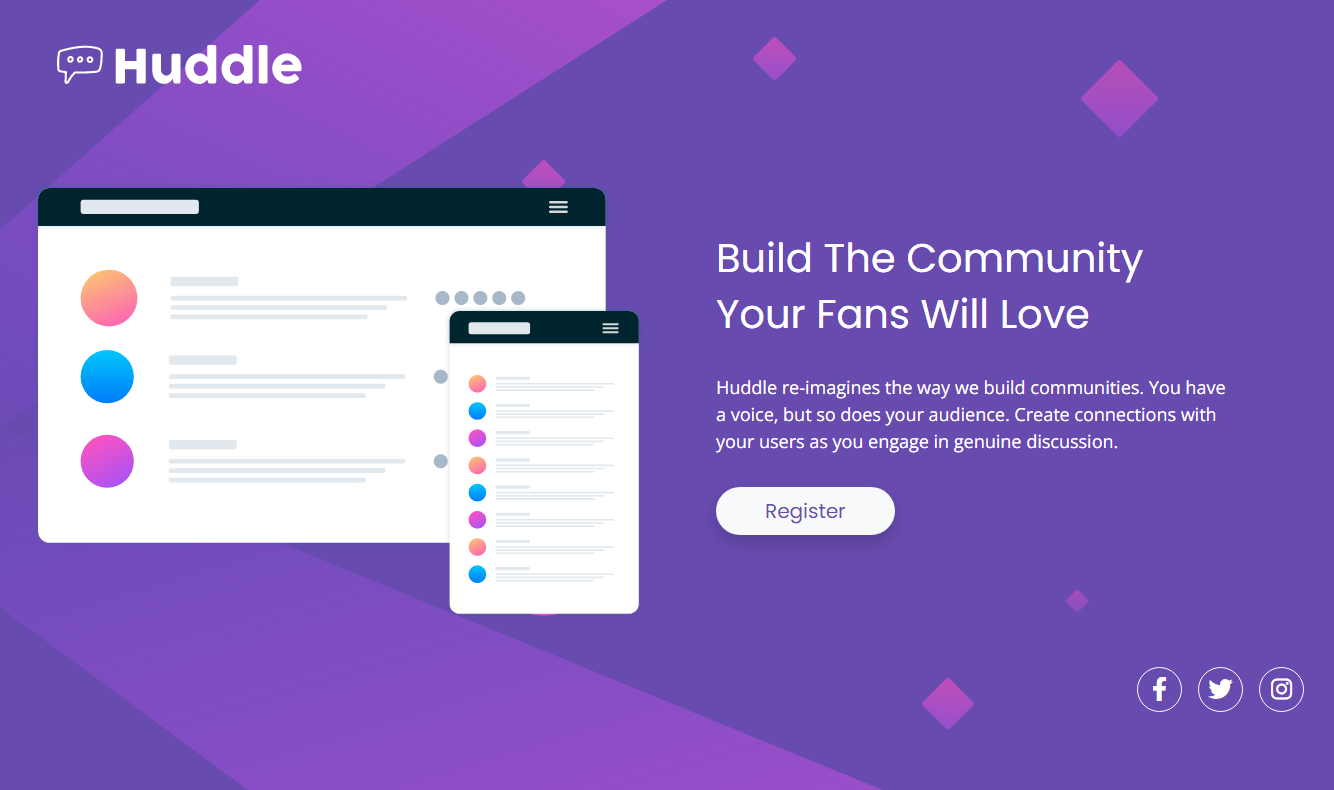 Huddle
Build The Community
Your Fans Will Love
Huddle re-imagines the way we build communities. You have
a voice, but so does your audience. Create connections with
your users as you engage in genuine discussion.
Register